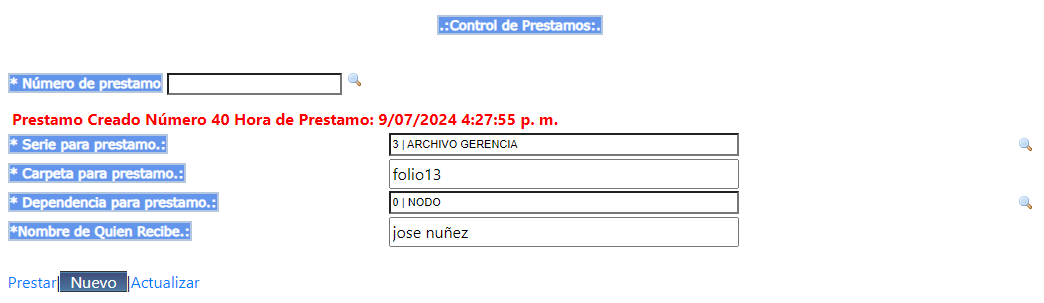 .:Control de Prestamos:.
* Número de prestamo
Prestamo Creado Número 40 Hora de Prestamo: 9/07/2024 4:27:55 p. m.
* Serie para prestamo.: 3 | ARCHIVO GERENCIA
* Carpeta para prestamo.: folio13
* Dependencia para prestamo.: 0 | NODO
*Nombre de Quien Recibe.: jose nuñez
Prestar| Nuevo |Actualizar